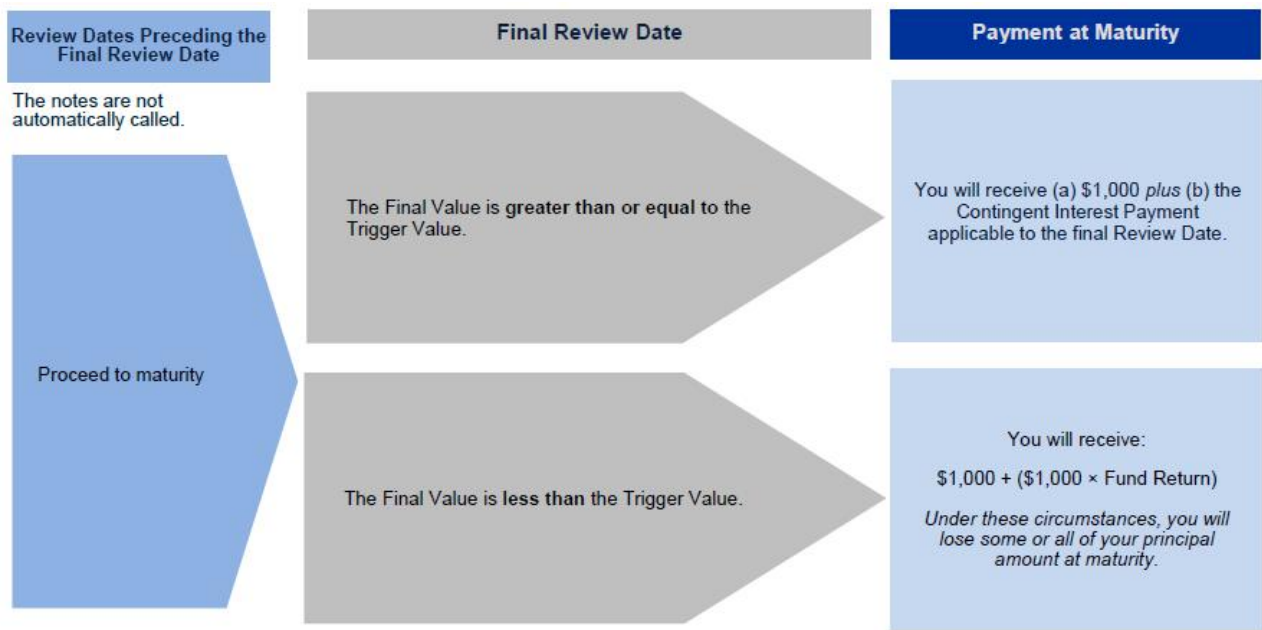 Review Dates Preceding the
Final Review Date
Final Review Date
Payment at Maturity
The notes are not
automatically called.
Proceed to maturity
The Final Value is greater than or equal to the
Trigger Value.
You will receive (a) $1,000 plus (b) the
Contingent Interest Payment
applicable to the final Review Date.
The Final Value is less than the Trigger Value.
You will receive:
$1,000 + ($1,000 × Fund Return)
Under these circumstances, you will
lose some or all of your principal
amount at maturity.